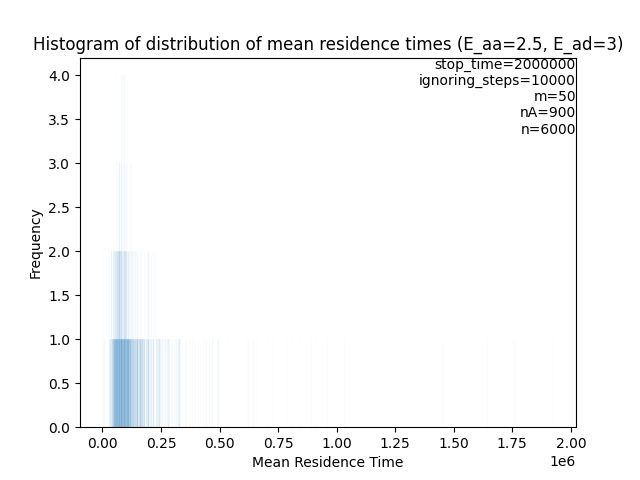 Histogram of distribution of mean residence times (E_aa=2.5, E_ad=3)
stop_time=2000000
ignoring_steps=10000
m=50
nA=900
n=6000
4.0
3.5
3.0
2.5
2.0
1.5
1.0
0.5
0.0
Frequency
0.00 0.25 0.50 0.75 1.00 1.25 1.50 1.75 2.00
1e6
Mean Residence Time